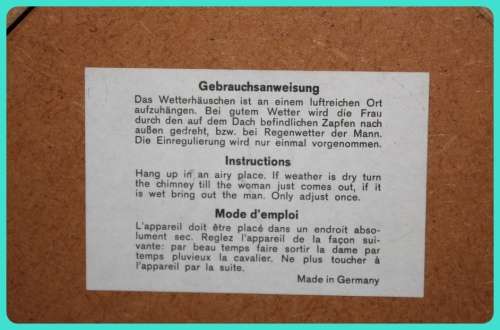 Gebrauchsanweisung
Das Wetterhäuschen ist an einem luftreichen Ort
aufzuhängen. Bei gutem Wetter wird die Frau
durch den auf dem Dach befindlichen Zapfen nach
außen gedreht, bzw. bei Regenwetter der Mann.
Die Einregulierung wird nur einmal vorgenommen.
Instructions
Hang up in an airy place. If weather is dry turn
the chimney till the woman just comes out, if it
is wet bring out the man. Only adjust once.
Mode d'emploi
L'appareil doit être placé dans un endroit abso-
lument sec. Reglez l'appareil de la façon sui-
vante: par beau temps faire sortir la dame par
temps pluvieux la cavalier. Ne plus toucher à
l'appareil par la suite.
Made in Germany